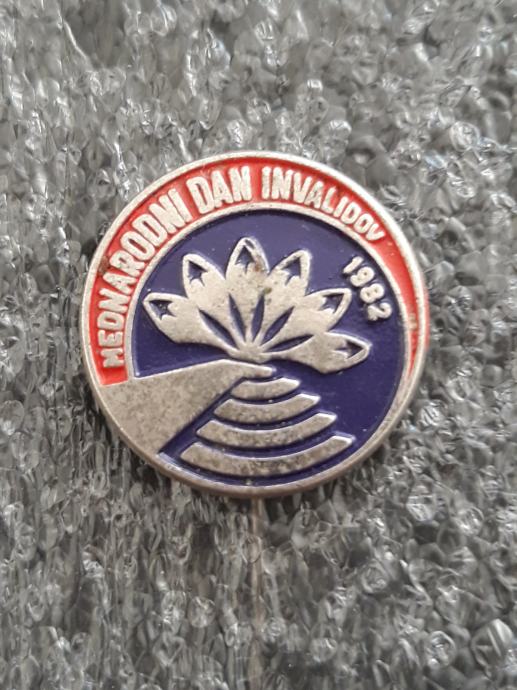 MEDNARODNI DAN INVALIDOV
1982